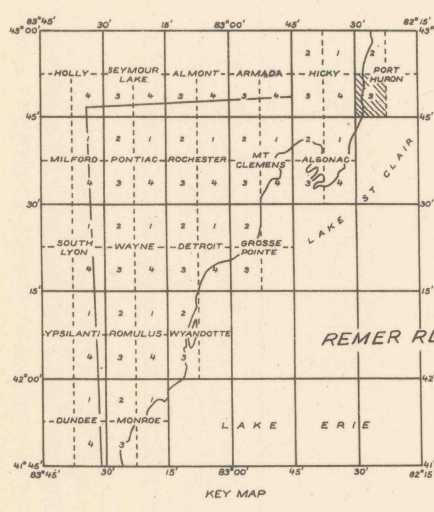 83°45' 30' 15' 83°00' 45' 30' 82°15'
43°00' 43°
2 1 2
HOLLY SEYMOUR LAKE ALMONT ARMADA HICKY PORT HURON
4 3 4 3 4 3 4 3 4 3
45' 45'
1 2 1 2 1 2 1 2 1
MILFORD PONTIAC ROCHESTER MT CLEMENS ALGONAC
4 3 4 3 4 3 4 3 4
LAKE ST CLAIR
30' 30'
1 2 1 2 1 2
SOUTH LYON WAYNE DETROIT GROSSE POINTE
4 3 4 3 4 3
15' 15'
1 2 1 2
YPSILANTI ROMULUS WYANDOTTE
REMER RD
4 3 4 3
42°00' 42°
1 2 1
DUNDEE MONROE
LAKE ERIE
4 3
41°45' 41°45'
83°45' 30' 15' 83°00' 45' 30' 82°15'
KEY MAP